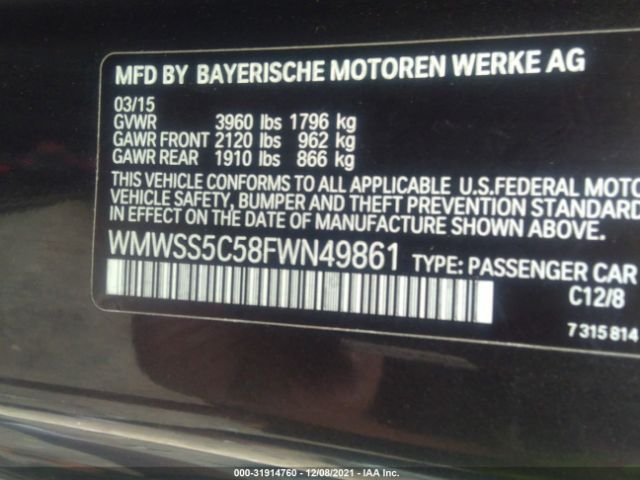 MFD BY BAYERISCHE MOTOREN WERKE AG
03/15
GVWR 3960 lbs 1796 kg
GAWR FRONT 2120 lbs 962 kg
GAWR REAR 1910 lbs 866 kg
THIS VEHICLE CONFORMS TO ALL APPLICABLE U.S.FEDERAL MOTO
VEHICLE SAFETY, BUMPER AND THEFT PREVENTION STANDAR
IN EFFECT ON THE DATE OF MANUFACTURE SHOWN ABOVE.
WMWSS5C58FWN49861 TYPE: PASSENGER CAR
C12/8
7 315 814
000-31914760 - 12/08/2021 - IAA Inc.